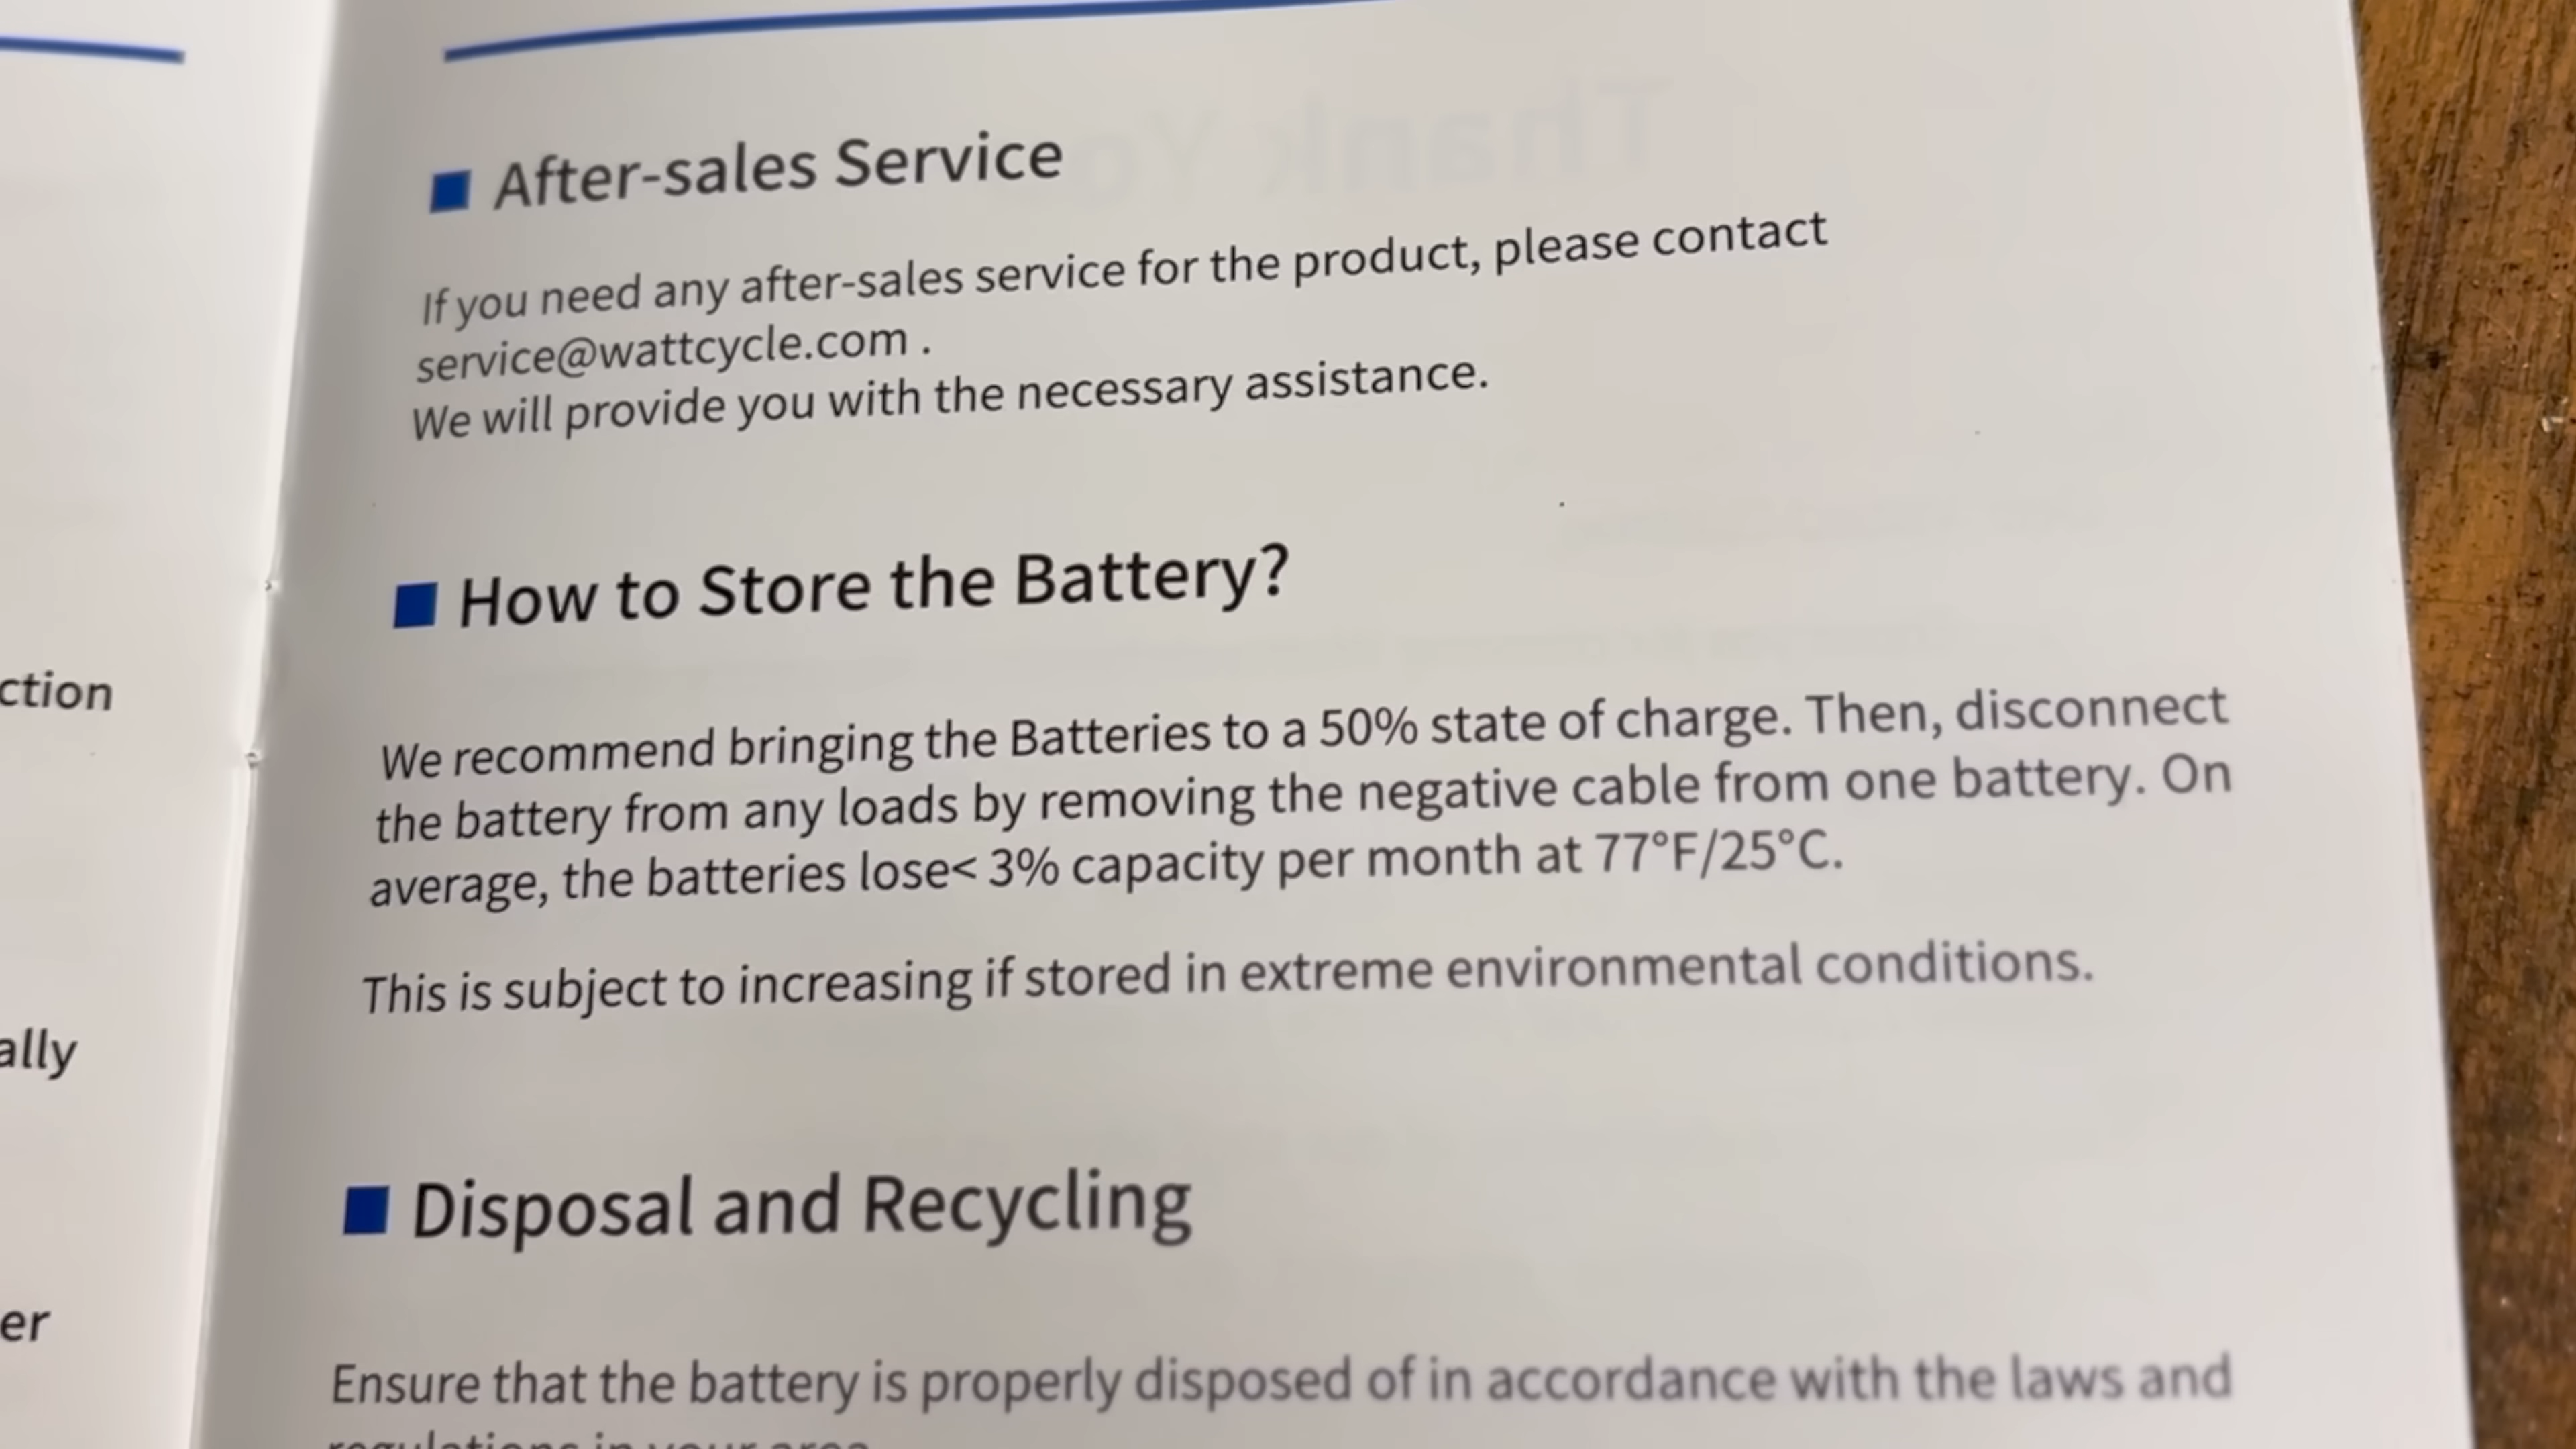 ction
ally
er
After-sales Service
If you need any after-sales service for the product, please contact
service@wattcycle.com .
We will provide you with the necessary assistance.
How to Store the Battery?
We recommend bringing the Batteries to a 50% state of charge. Then, disconnect
the battery from any loads by removing the negative cable from one battery. On
average, the batteries lose< 3% capacity per month at 77°F/25°C.
This is subject to increasing if stored in extreme environmental conditions.
Disposal and Recycling
Ensure that the battery is properly disposed of in accordance with the laws and
regulations in your area